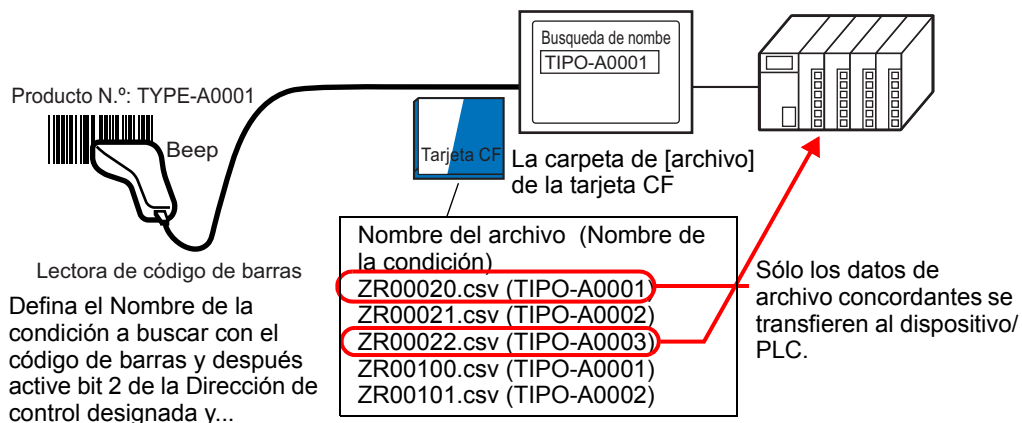 Busqueda de nombe
TIPO-A0001
Producto N.º: TYPE-A0001
Beep
Tarjeta CF
La carpeta de [archivo]
de la tarjeta CF
Lectora de código de barras
Defina el Nombre de la
condición a buscar con el
código de barras y después
active bit 2 de la Dirección de
control designada y...
Nombre del archivo (Nombre de
la condición)
ZR00020.csv (TIPO-A0001)
ZR00021.csv (TIPO-A0002)
ZR00022.csv (TIPO-A0003)
ZR00100.csv (TIPO-A0001)
ZR00101.csv (TIPO-A0002)
Sólo los datos de
archivo concordantes se
transfieren al dispositivo/
PLC.